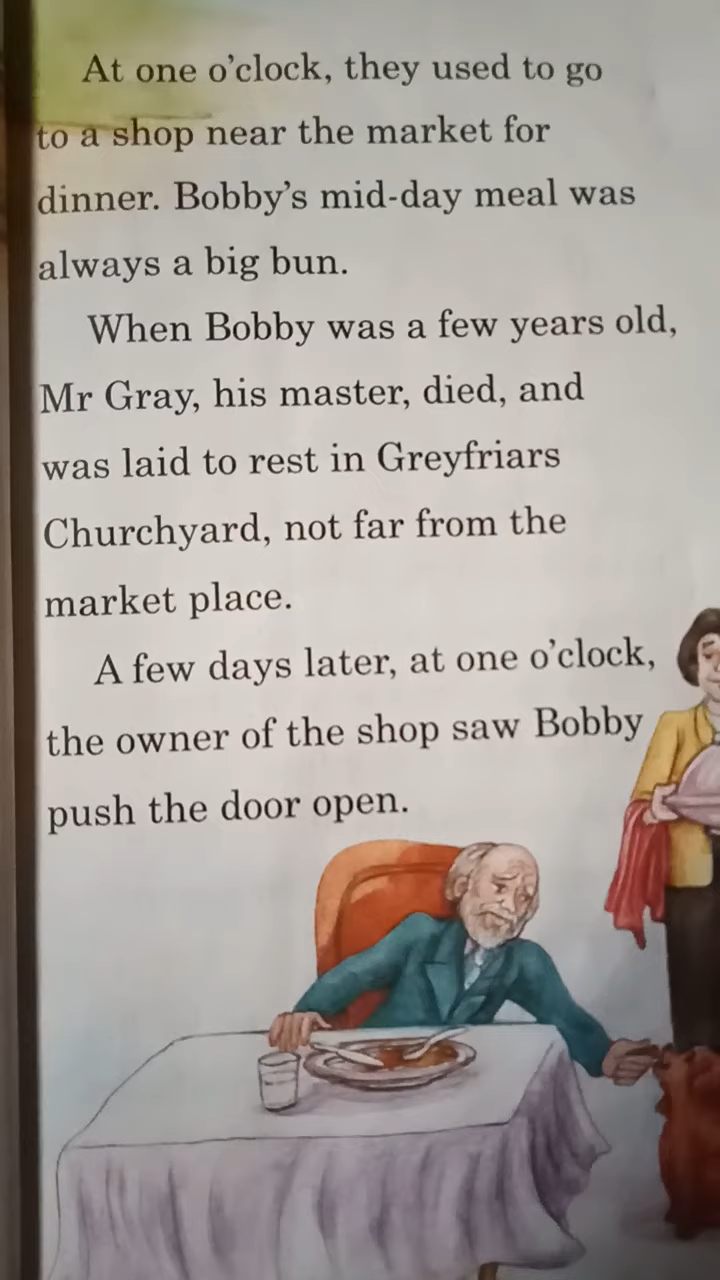 At one o'clock, they used to go
to a shop near the market for
dinner. Bobby's mid-day meal was
always a big bun.
When Bobby was a few years old,
Mr Gray, his master, died, and
was laid to rest in Greyfriars
Churchyard, not far from the
market place.
A few days later, at one o'clock,
the owner of the shop saw Bobby
push the door open.